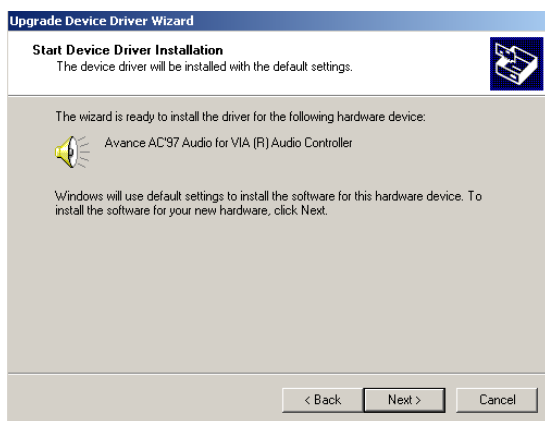 Upgrade Device Driver Wizard
Start Device Driver Installation
The device driver will be installed with the default settings.
The wizard is ready to install the driver for the following hardware device:
Avance AC'97 Audio for VIA (R) Audio Controller
Windows will use default settings to install the software for this hardware device. To
install the software for your new hardware, click Next.
< Back Next > Cancel